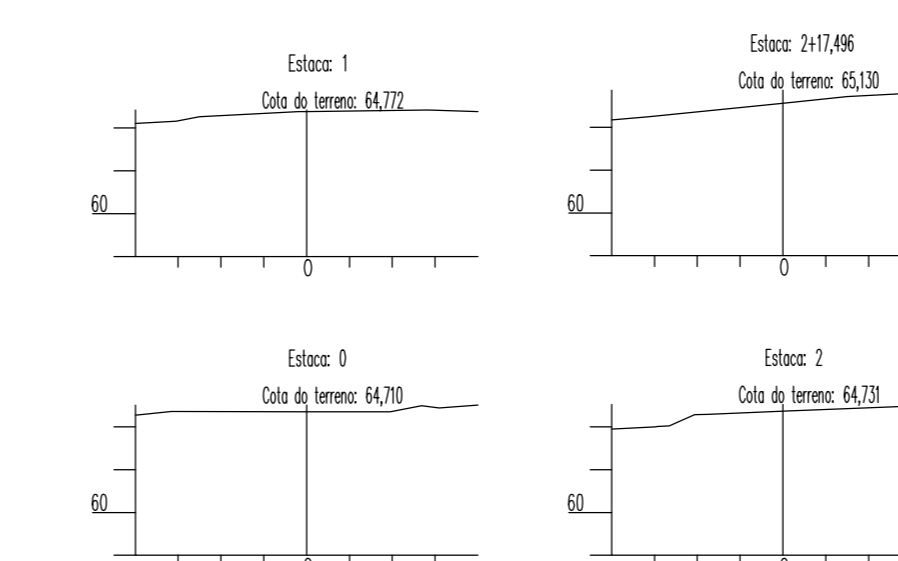 Estaca: 1
Cota do terreno: 64,772
60
0
Estaca: 2+17,496
Cota do terreno: 65,130
60
0
Estaca: 0
Cota do terreno: 64,710
60
Estaca: 2
Cota do terreno: 64,731
60